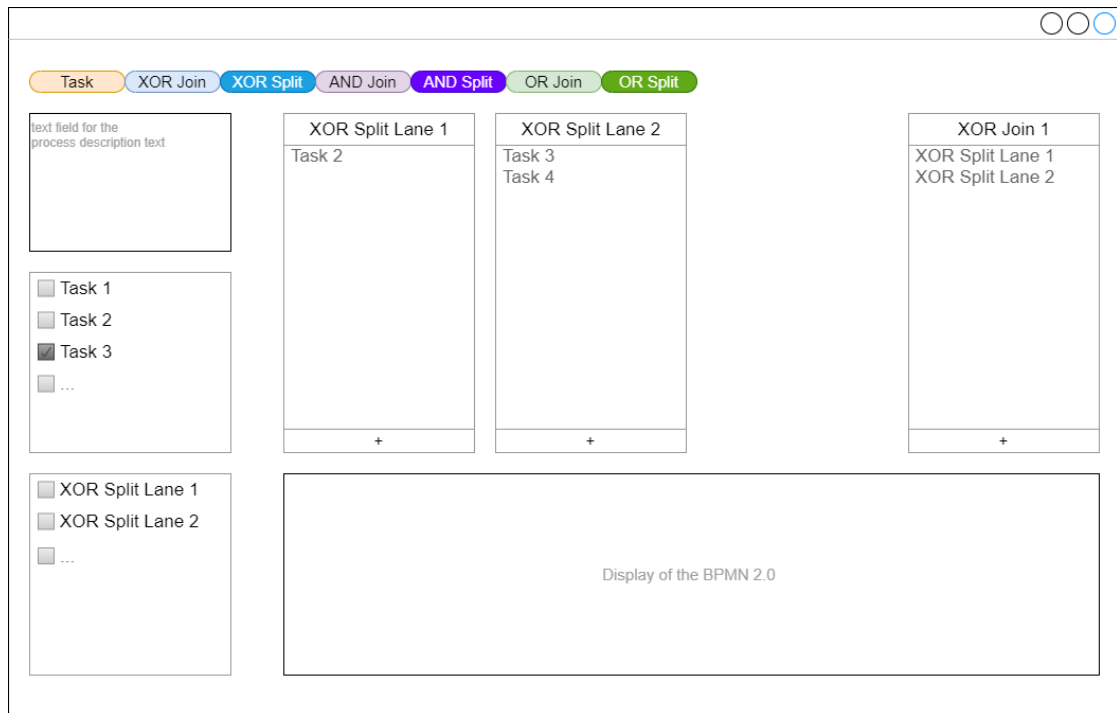 Task
XOR Join
XOR Split
AND Join
AND Split
OR Join
OR Split
text field for the
process description text
Task 1
Task 2
Task 3
...
XOR Split Lane 1
XOR Split Lane 2
...
XOR Split Lane 1
Task 2
+
XOR Split Lane 2
Task 3
Task 4
+
XOR Join 1
XOR Split Lane 1
XOR Split Lane 2
+
Display of the BPMN 2.0